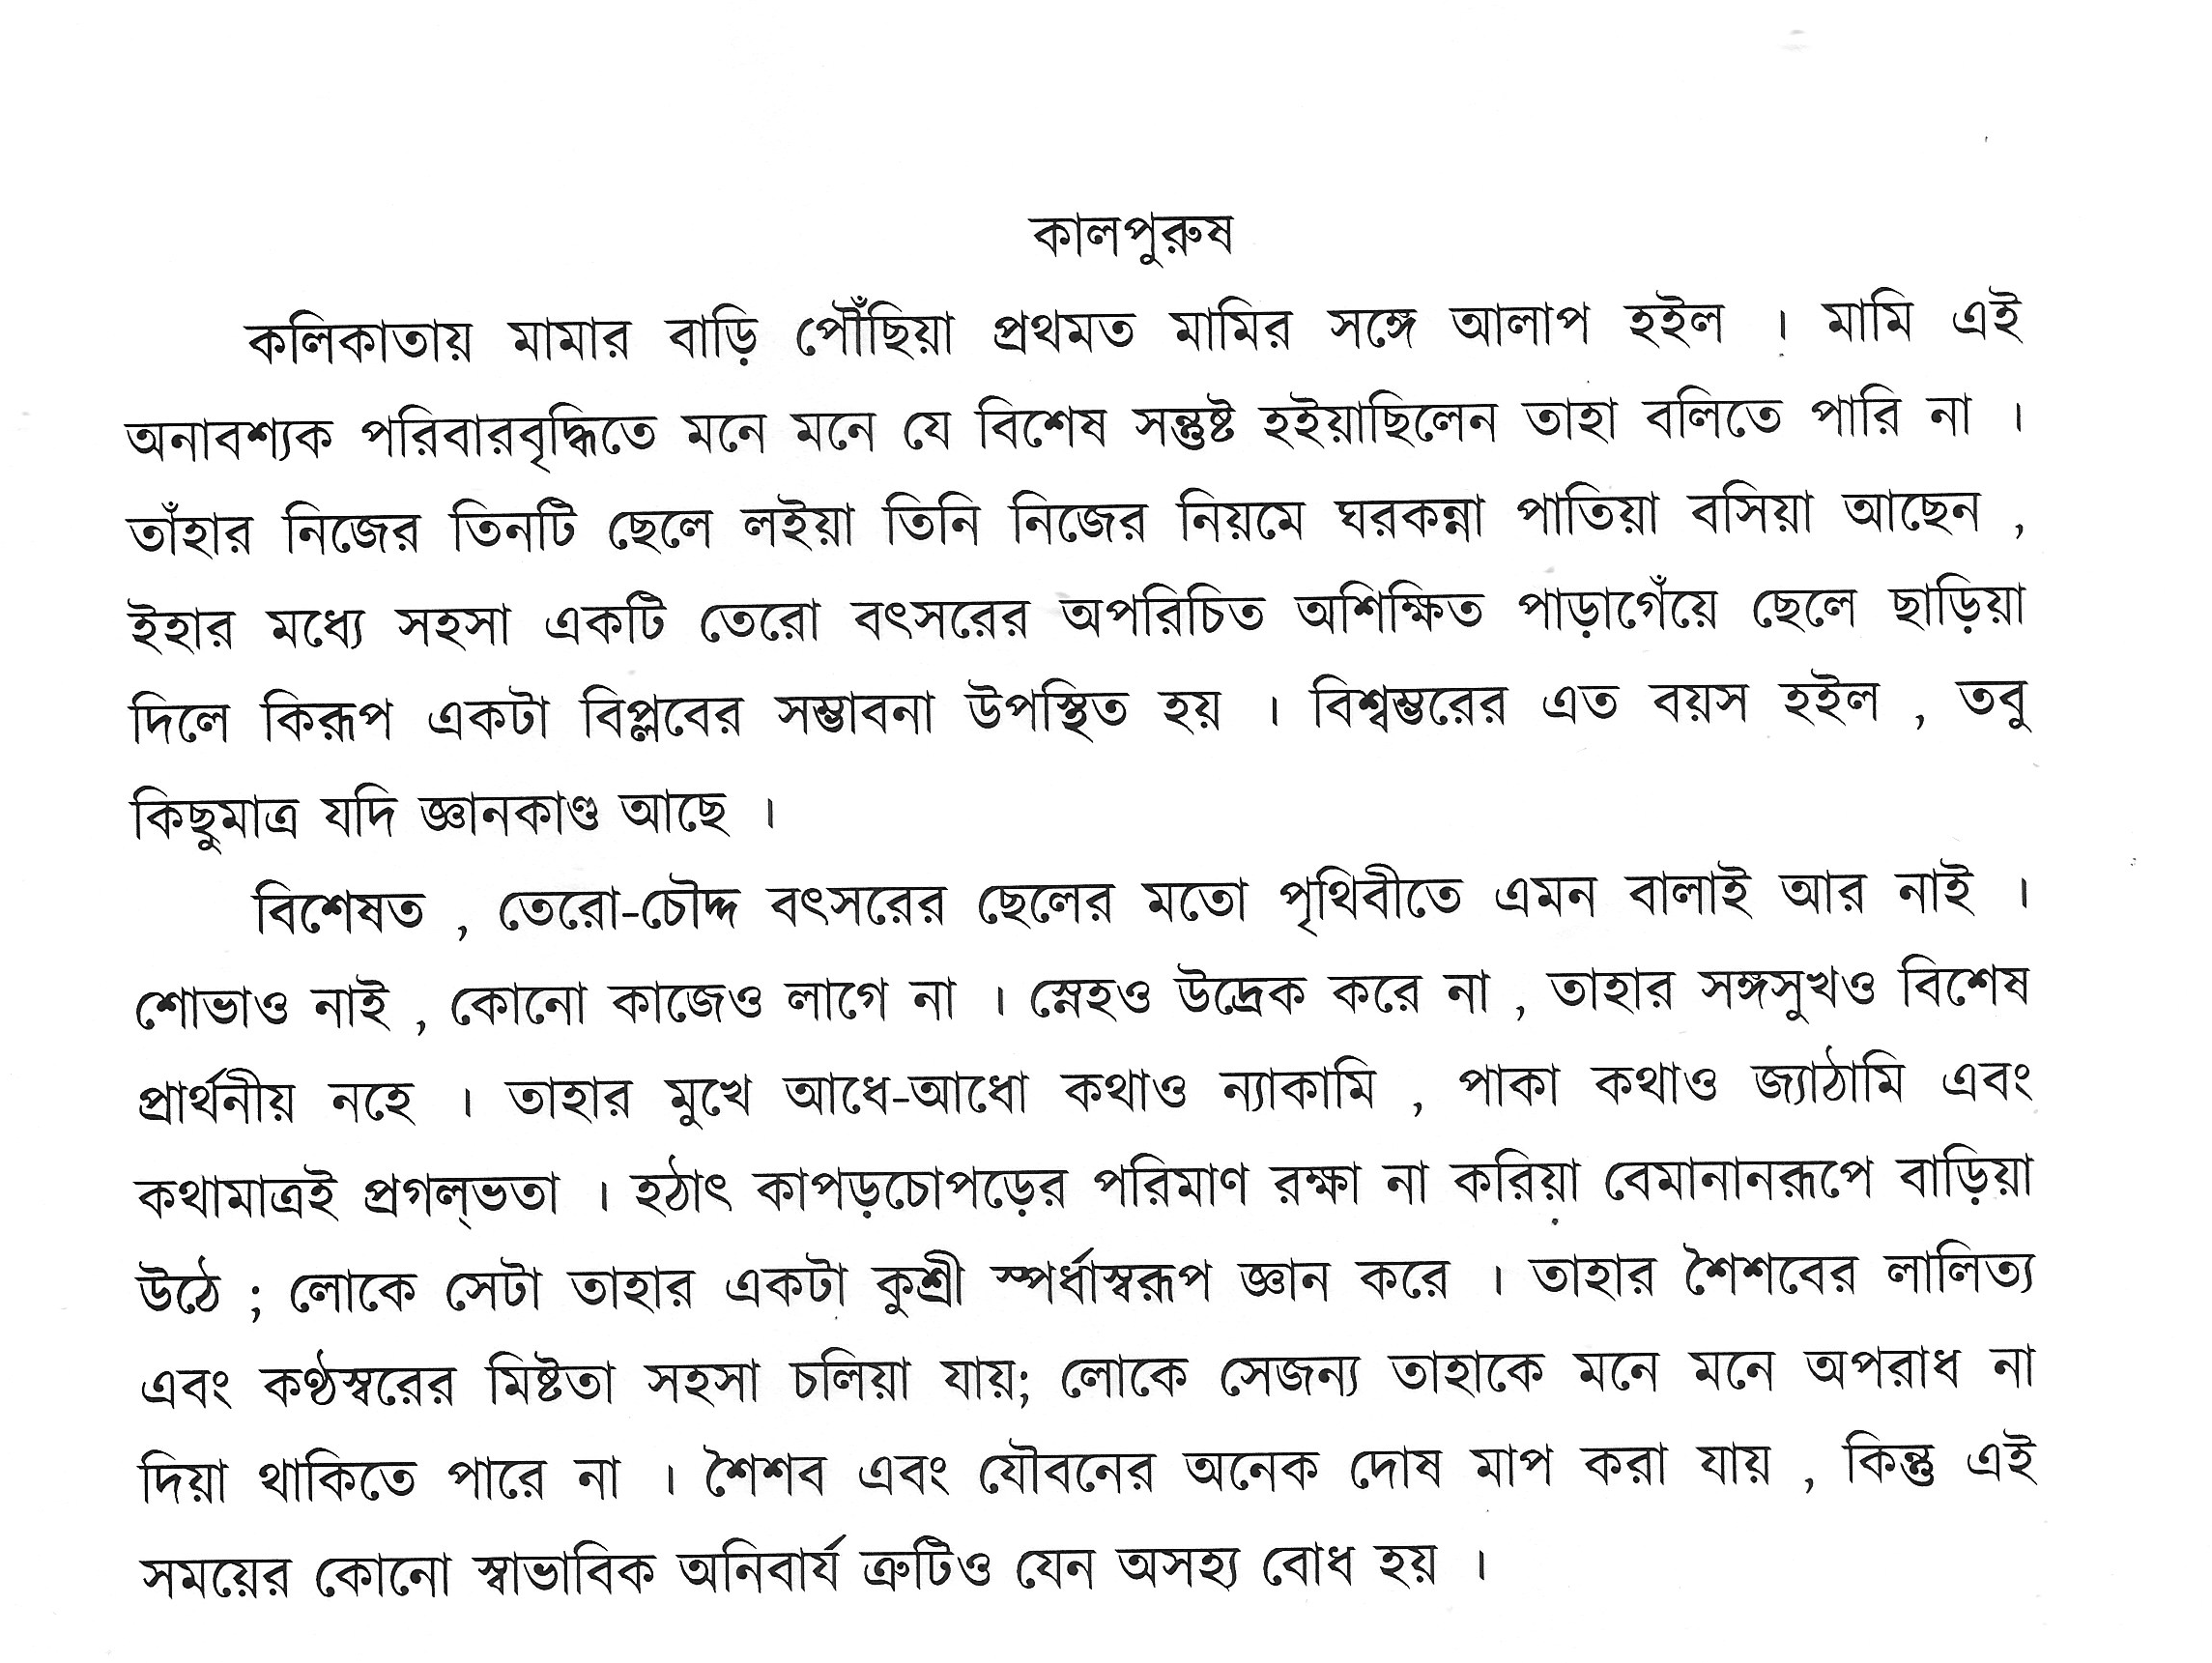 কালপুরুষ
কলিকাতায় মামার বাড়ি পৌঁছিয়া প্রথমত মামির সঙ্গে আলাপ হইল । মামি এই
অনাবশ্যক পরিবারবৃদ্ধিতে মনে মনে যে বিশেষ সন্তুষ্ট হইয়াছিলেন তাহা বলিতে পারি না ।
তাঁহার নিজের তিনটি ছেলে লইয়া তিনি নিজের নিয়মে ঘরকন্না পাতিয়া বসিয়া আছেন ,
ইহার মধ্যে সহসা একটি তেরো বৎসরের অপরিচিত অশিক্ষিত পাড়াগেঁয়ে ছেলে ছাড়িয়া
দিলে কিরূপ একটা বিপ্লবের সম্ভাবনা উপস্থিত হয় । বিশ্বম্ভরের এত বয়স হইল , তবু
কিছুমাত্র যদি জ্ঞানকাণ্ড আছে ।
বিশেষত , তেরো-চৌদ্দ বৎসরের ছেলের মতো পৃথিবীতে এমন বালাই আর নাই ।
শোভাও নাই , কোনো কাজেও লাগে না । স্নেহও উদ্রেক করে না , তাহার সঙ্গসুখও বিশেষ
প্রার্থনীয় নহে । তাহার মুখে আধে-আধো কথাও ন্যাকামি , পাকা কথাও জ্যাঠামি এবং
কথামাত্রই প্রগল্‌ভতা । হঠাৎ কাপড়চোপড়ের পরিমাণ রক্ষা না করিয়া বেমানানরূপে বাড়িয়া
উঠে ; লোকে সেটা তাহার একটা কুশ্রী স্পর্ধাস্বরূপ জ্ঞান করে । তাহার শৈশবের লালিত্য
এবং কণ্ঠস্বরের মিষ্টতা সহসা চলিয়া যায়; লোকে সেজন্য তাহাকে মনে মনে অপরাধ না
দিয়া থাকিতে পারে না । শৈশব এবং যৌবনের অনেক দোষ মাপ করা যায় , কিন্তু এই
সময়ের কোনো স্বাভাবিক অনিবার্য ত্রুটিও যেন অসহ্য বোধ হয় ।